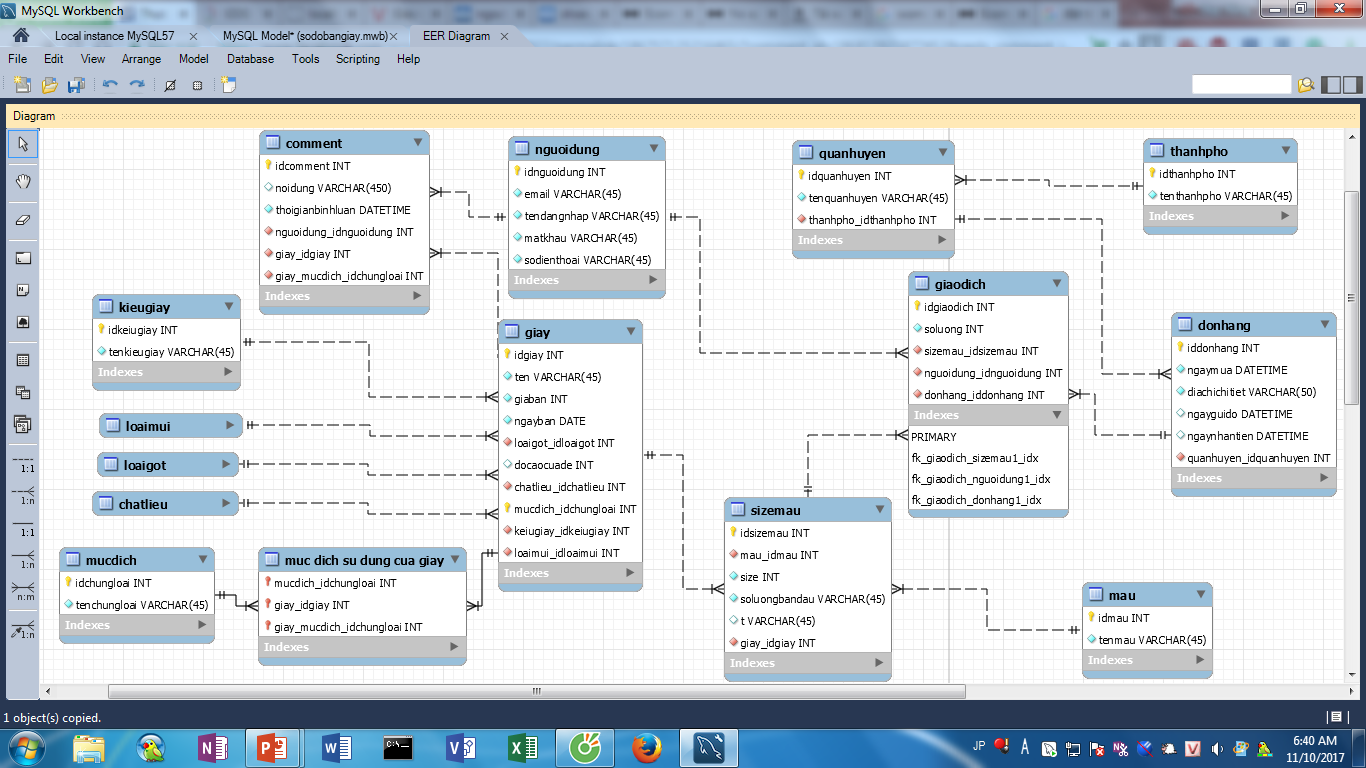 MySQL Workbench
Local instance MySQL57
MySQL Model* (sodobangiay.mwb)
EER Diagram
File Edit View Arrange Model Database Tools Scripting Help
Diagram
comment
idcomment INT
noidung VARCHAR(450)
thoigianbinhluan DATETIME
nguoidung_idnguoidung INT
giay_idgiay INT
giay_mucdich_idchungloai INT
Indexes
nguoidung
idnguoidung INT
email VARCHAR(45)
tendangnhap VARCHAR(45)
matkhau VARCHAR(45)
sodienthoai VARCHAR(45)
Indexes
quanhuyen
idquanhuyen INT
tenquanhuyen VARCHAR(45)
thanhpho_idthanhpho INT
Indexes
thanhpho
idthanhpho INT
tenthanhpho VARCHAR(45)
Indexes
kieugiay
idkeiugiay INT
tenkieugiay VARCHAR(45)
Indexes
giay
idgiay INT
ten VARCHAR(45)
giaban INT
ngayban DATE
loaigot_idloaigot INT
docaocuade INT
chatlieu_idchatlieu INT
mucdich_idchungloai INT
keiugiay_idkeiugiay INT
loaimui_idloaimui INT
Indexes
giaodich
idgiaodich INT
soluong INT
sizemau_idsizemau INT
nguoidung_idnguoidung INT
donhang_iddonhang INT
Indexes
PRIMARY
fk_giaodich_sizemau1_idx
fk_giaodich_nguoidung1_idx
fk_giaodich_donhang1_idx
donhang
iddonhang INT
ngaymua DATETIME
diachichitiet VARCHAR(50)
ngayguido DATETIME
ngaynhantien DATETIME
quanhuyen_idquanhuyen INT
Indexes
loaimui
loaigot
chatlieu
mucdich
idchungloai INT
tenchungloai VARCHAR(45)
Indexes
muc dich su dung cua giay
mucdich_idchungloai INT
giay_idgiay INT
giay_mucdich_idchungloai INT
Indexes
sizemau
idsizemau INT
mau_idmau INT
size INT
soluongbandau VARCHAR(45)
t VARCHAR(45)
giay_idgiay INT
Indexes
mau
idmau INT
tenmau VARCHAR(45)
Indexes
1:1
1:n
1:1
1:n
n:m
1:n
1 object(s) copied.
JP
6:40 AM
11/10/2017